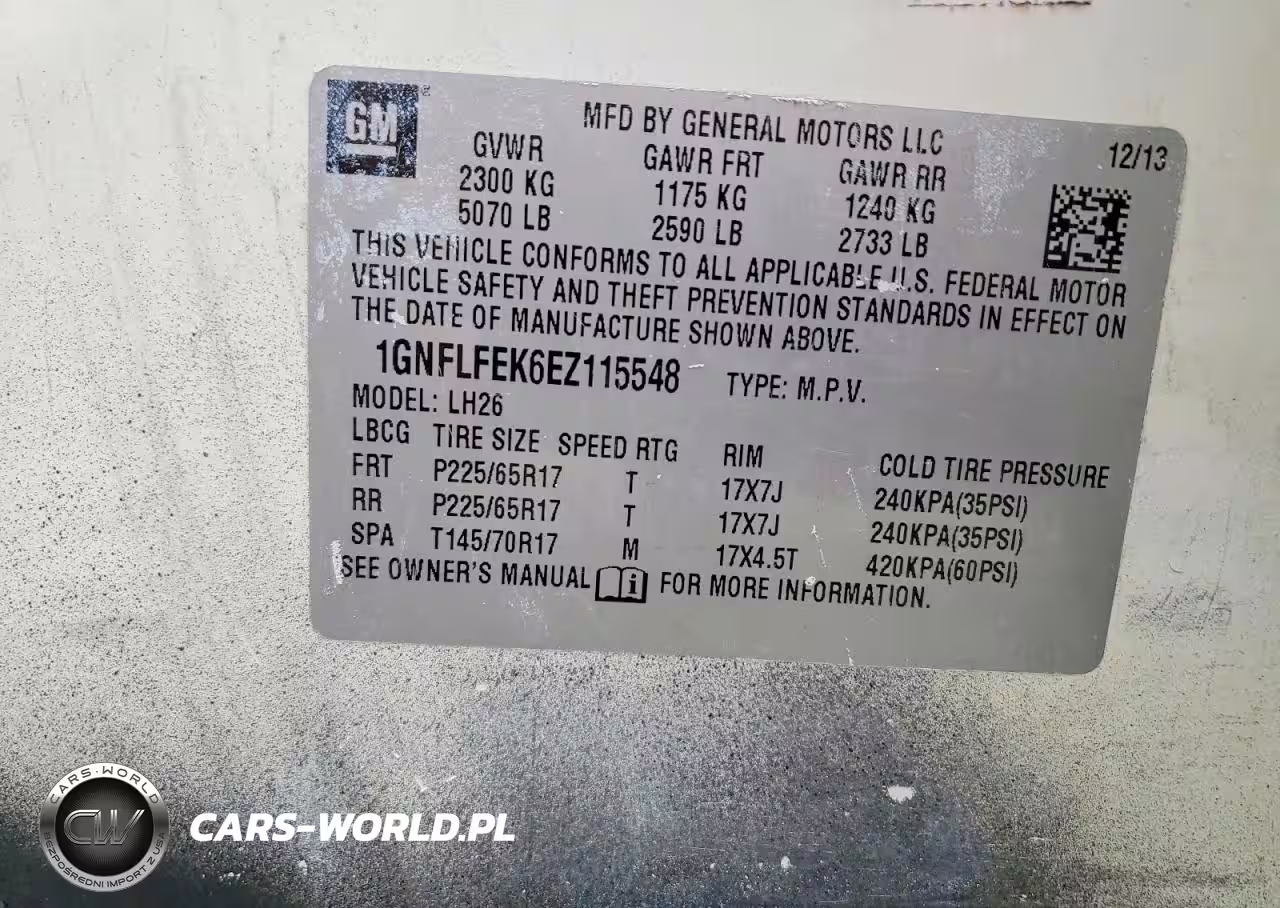 GM
MFD BY GENERAL MOTORS LLC
12/13
GVWR GAWR FRT GAWR RR
2300 KG 1175 KG 1240 KG
5070 LB 2590 LB 2733 LB
THIS VEHICLE CONFORMS TO ALL APPLICABLE U.S. FEDERAL MOTOR
VEHICLE SAFETY AND THEFT PREVENTION STANDARDS IN EFFECT ON
THE DATE OF MANUFACTURE SHOWN ABOVE.
1GNFLFEK6EZ115548 TYPE: M.P.V.
MODEL: LH26
LBCG TIRE SIZE SPEED RTG RIM COLD TIRE PRESSURE
FRT P225/65R17 T 17X7J 240KPA(35PSI)
RR P225/65R17 T 17X7J 240KPA(35PSI)
SPA T145/70R17 M 17X4.5T 420KPA(60PSI)
SEE OWNER'S MANUAL i FOR MORE INFORMATION.
CARS-WORLD
CW
BEZPOŚREDNI IMPORT Z USA
CARS-WORLD.PL